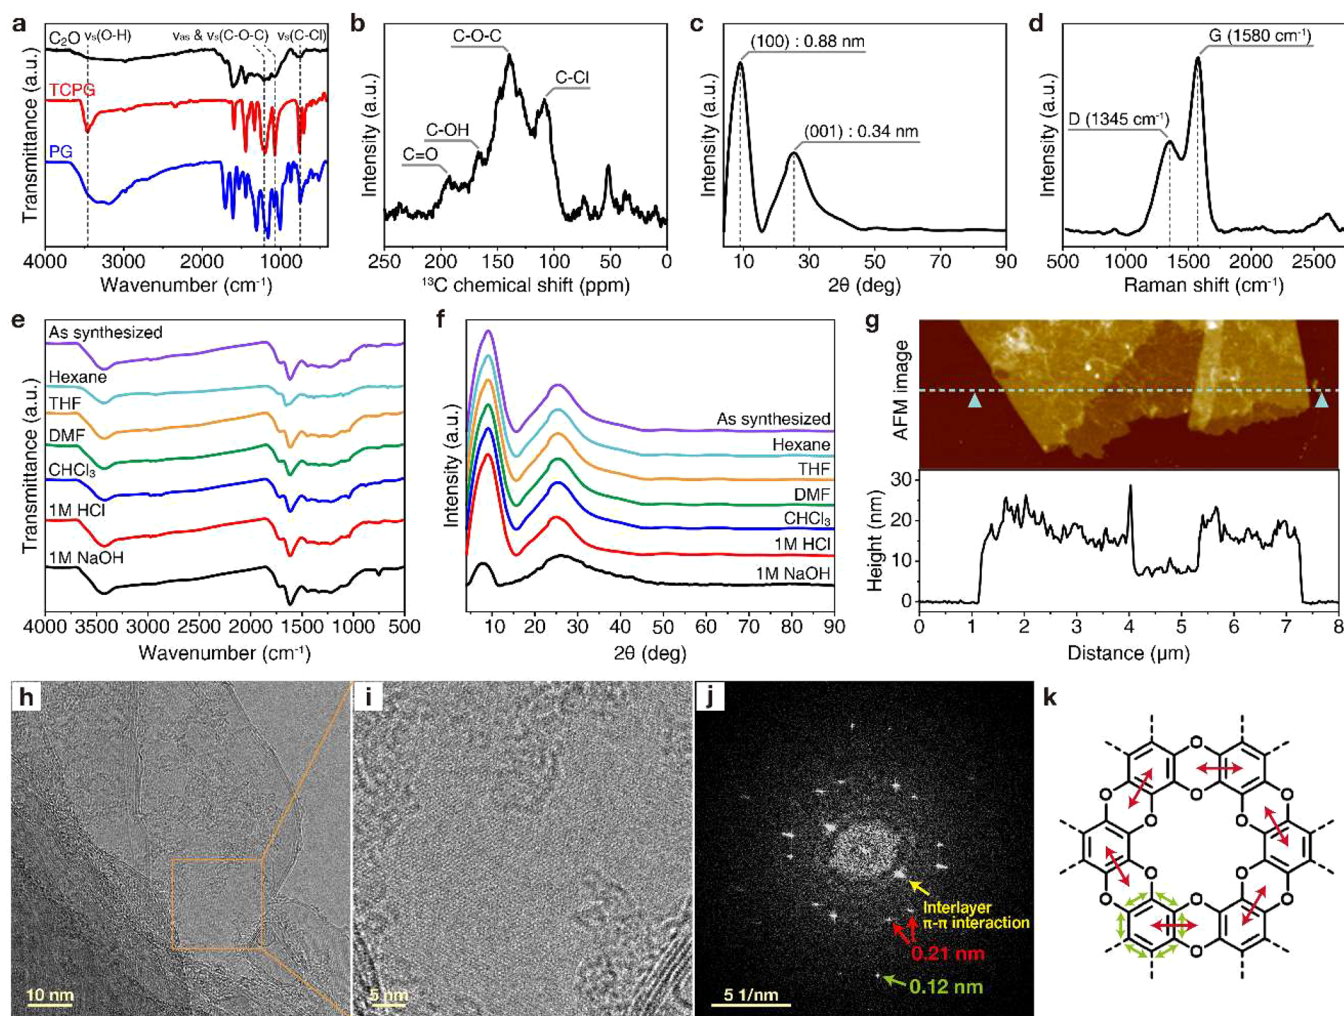 a
C₂O
νs(O-H)
νas & νs(C-O-C)
νs(C-Cl)
TCPG
PG
Transmittance (a.u.)
4000 3000 2000 1000
Wavenumber (cm⁻¹)
b
C-O-C
C-Cl
C-OH
C=O
Intensity (a.u.)
250 200 150 100 50 0
¹³C chemical shift (ppm)
c
(100) : 0.88 nm
(001) : 0.34 nm
Intensity (a.u.)
10 30 50 70 90
2θ (deg)
d
G (1580 cm⁻¹)
D (1345 cm⁻¹)
Intensity (a.u.)
500 1000 1500 2000 2500
Raman shift (cm⁻¹)
e
As synthesized
Hexane
THF
DMF
CHCl₃
1M HCl
1M NaOH
Transmittance (a.u.)
4000 3500 3000 2500 2000 1500 1000 500
Wavenumber (cm⁻¹)
f
As synthesized
Hexane
THF
DMF
CHCl₃
1M HCl
1M NaOH
Intensity (a.u.)
10 20 30 40 50 60 70 80 90
2θ (deg)
g
AFM image
Height (nm)
30
20
10
0
0 1 2 3 4 5 6 7 8
Distance (μm)
h
10 nm
i
5 nm
j
Interlayer
π-π interaction
0.21 nm
0.12 nm
5 1/nm
k
O O
O O
O O
O O
O O
O O